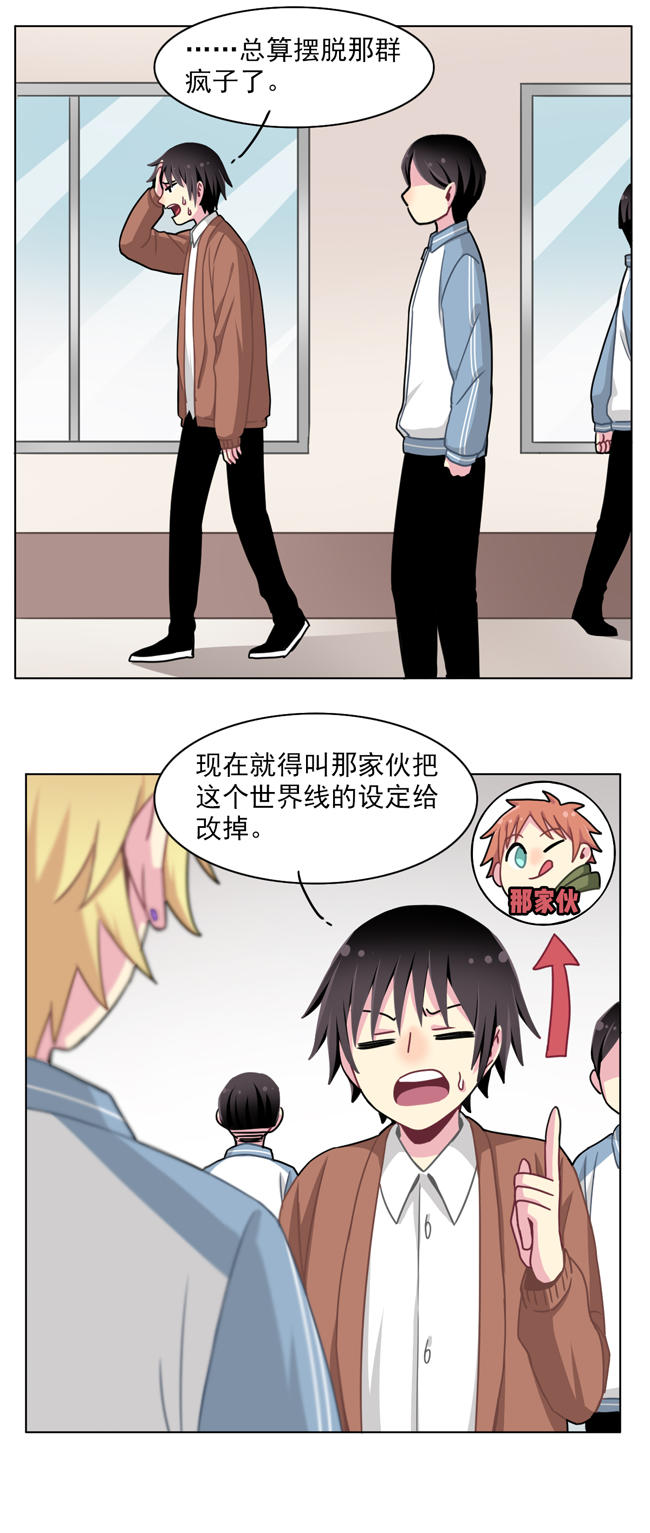 ……总算摆脱那群
疯子了。
现在就得叫那家伙把
这个世界线的设定给
改掉。
那家伙